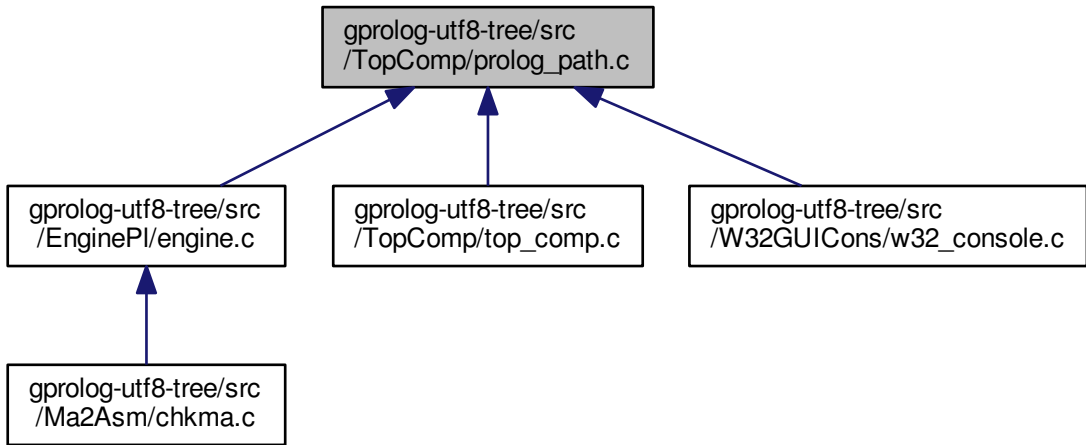 gprolog-utf8-tree/src
/TopComp/prolog_path.c
gprolog-utf8-tree/src
/EnginePl/engine.c
gprolog-utf8-tree/src
/TopComp/top_comp.c
gprolog-utf8-tree/src
/W32GUICons/w32_console.c
gprolog-utf8-tree/src
/Ma2Asm/chkma.c